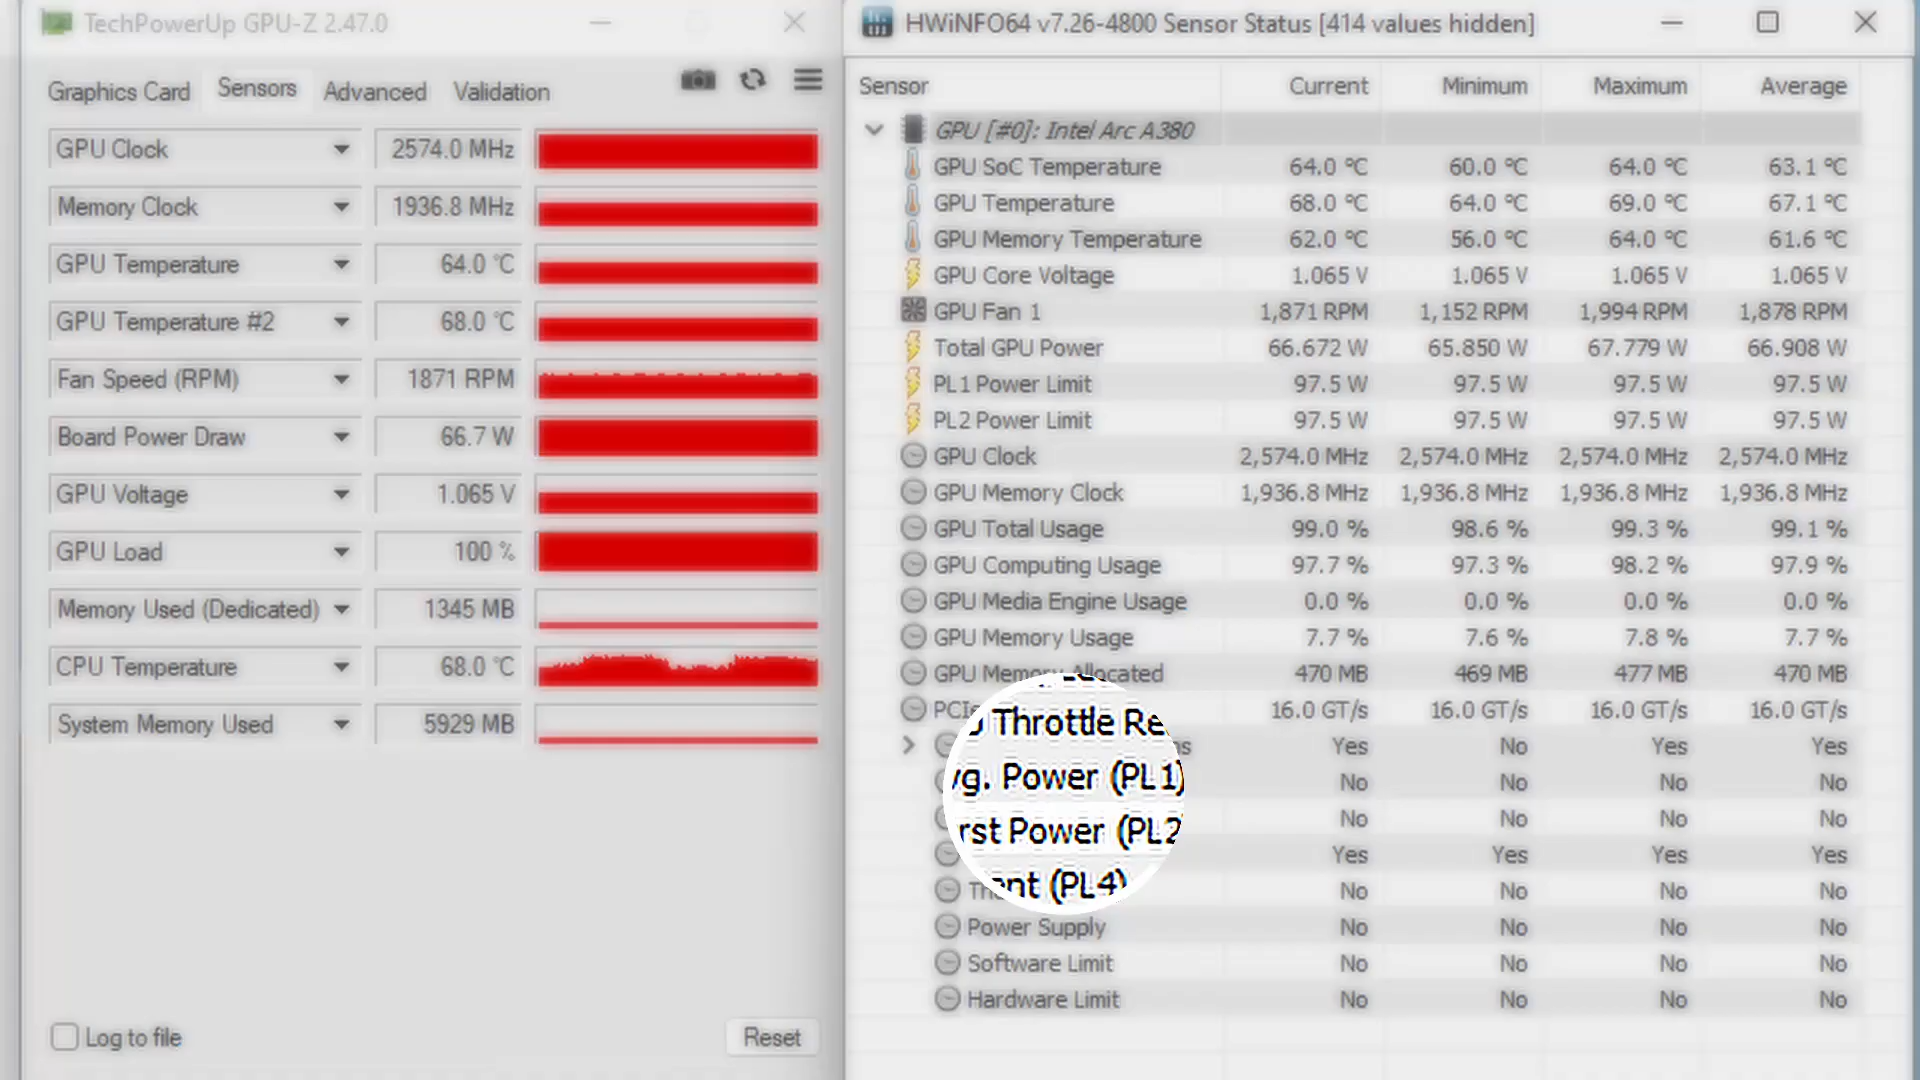 TechPowerUp GPU-Z 2.47.0
Graphics Card Sensors Advanced Validation
GPU Clock 2574.0 MHz
Memory Clock 1936.8 MHz
GPU Temperature 64.0 °C
GPU Temperature #2 68.0 °C
Fan Speed (RPM) 1871 RPM
Board Power Draw 66.7 W
GPU Voltage 1.065 V
GPU Load 100 %
Memory Used (Dedicated) 1345 MB
CPU Temperature 68.0 °C
System Memory Used 5929 MB
Log to file Reset
HWiNFO64 v7.26-4800 Sensor Status [414 values hidden]
Sensor Current Minimum Maximum Average
GPU [#0]: Intel Arc A380
GPU SoC Temperature 64.0 °C 60.0 °C 64.0 °C 63.1 °C
GPU Temperature 68.0 °C 64.0 °C 69.0 °C 67.1 °C
GPU Memory Temperature 62.0 °C 56.0 °C 64.0 °C 61.6 °C
GPU Core Voltage 1.065 V 1.065 V 1.065 V 1.065 V
GPU Fan 1 1,871 RPM 1,152 RPM 1,994 RPM 1,878 RPM
Total GPU Power 66.672 W 65.850 W 67.779 W 66.908 W
PL1 Power Limit 97.5 W 97.5 W 97.5 W 97.5 W
PL2 Power Limit 97.5 W 97.5 W 97.5 W 97.5 W
GPU Clock 2,574.0 MHz 2,574.0 MHz 2,574.0 MHz 2,574.0 MHz
GPU Memory Clock 1,936.8 MHz 1,936.8 MHz 1,936.8 MHz 1,936.8 MHz
GPU Total Usage 99.0 % 98.6 % 99.3 % 99.1 %
GPU Computing Usage 97.7 % 97.3 % 98.2 % 97.9 %
GPU Media Engine Usage 0.0 % 0.0 % 0.0 % 0.0 %
GPU Memory Usage 7.7 % 7.6 % 7.8 % 7.7 %
GPU Memory Allocated 470 MB 469 MB 477 MB 470 MB
PCIe 16.0 GT/s 16.0 GT/s 16.0 GT/s 16.0 GT/s
Throttle Yes No Yes Yes
Power (PL1) No No No No
Power (PL2 No No No No
(PL4) Yes Yes Yes Yes
No No No No
Power Supply No No No No
Software Limit No No No No
Hardware Limit No No No No